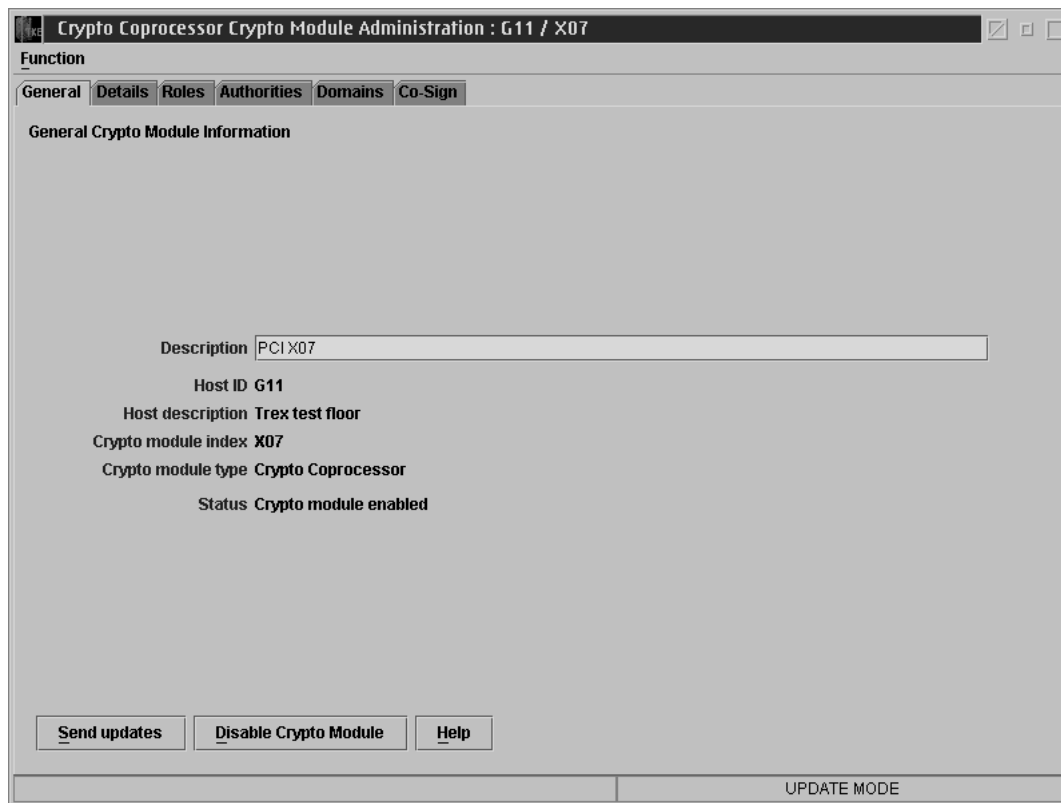 Crypto Coprocessor Crypto Module Administration : G11 / X07
Function
General Details Roles Authorities Domains Co-Sign
General Crypto Module Information
Description PCI X07
Host ID G11
Host description Trex test floor
Crypto module index X07
Crypto module type Crypto Coprocessor
Status Crypto module enabled
Send updates Disable Crypto Module Help
UPDATE MODE